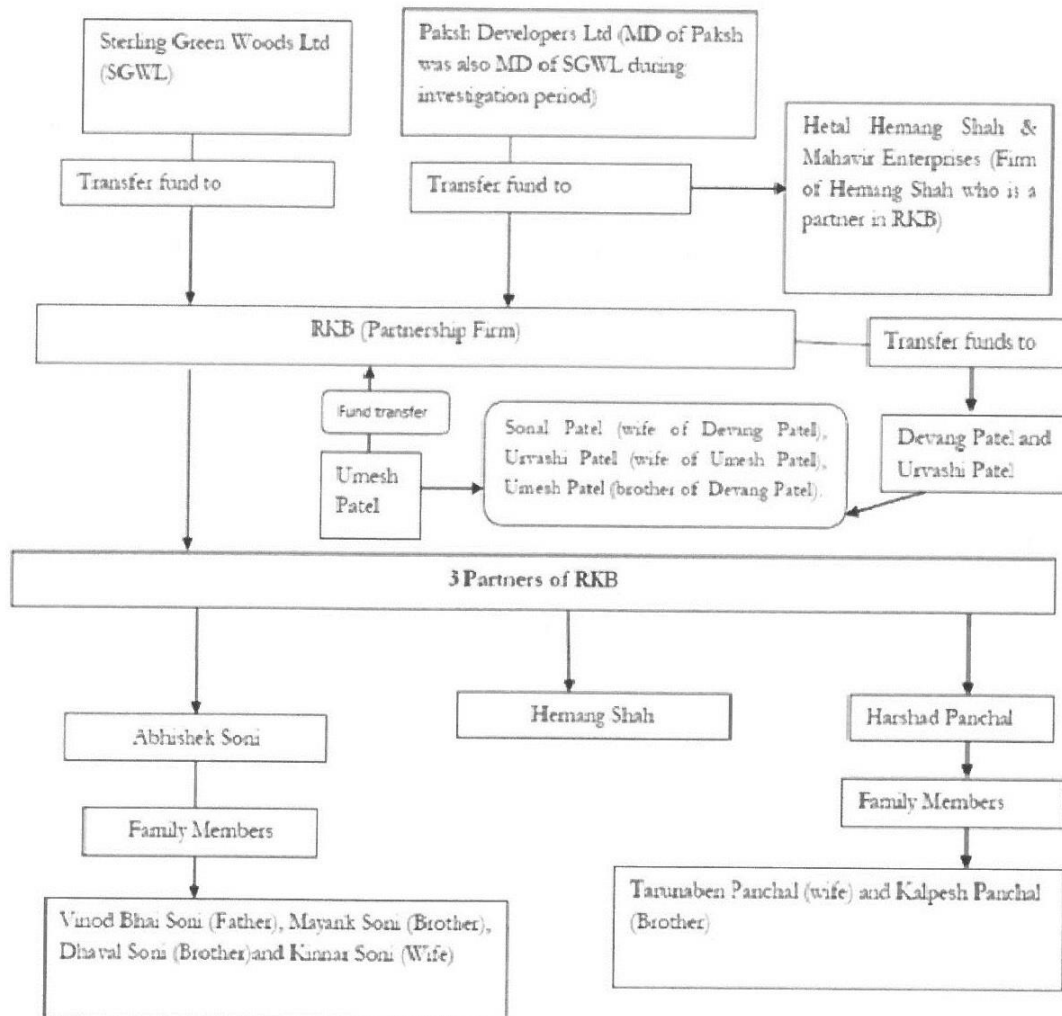 Sterling Green Woods Ltd
(SGWL)
Paksh Developers Ltd (MD of Paksh
was also MD of SGWL during
investigation period)
Hetal Hemang Shah &
Mahavir Enterprises (Firm
of Hemang Shah who is a
partner in RKB)
Transfer fund to
Transfer fund to
RKB (Partnership Firm)
Transfer funds to
Fund transfer
Sonal Patel (wife of Devang Patel),
Urvashi Patel (wife of Umesh Patel),
Umesh Patel (brother of Devang Patel).
Devang Patel and
Urvashi Patel
Umesh
Patel
3 Partners of RKB
Abhishek Soni
Hemang Shah
Harshad Panchal
Family Members
Family Members
Vinod Bhai Soni (Father), Mayank Soni (Brother),
Dhaval Soni (Brother)and Kinnar Soni (Wife)
Tarunaben Panchal (wife) and Kalpesh Panchal
(Brother)